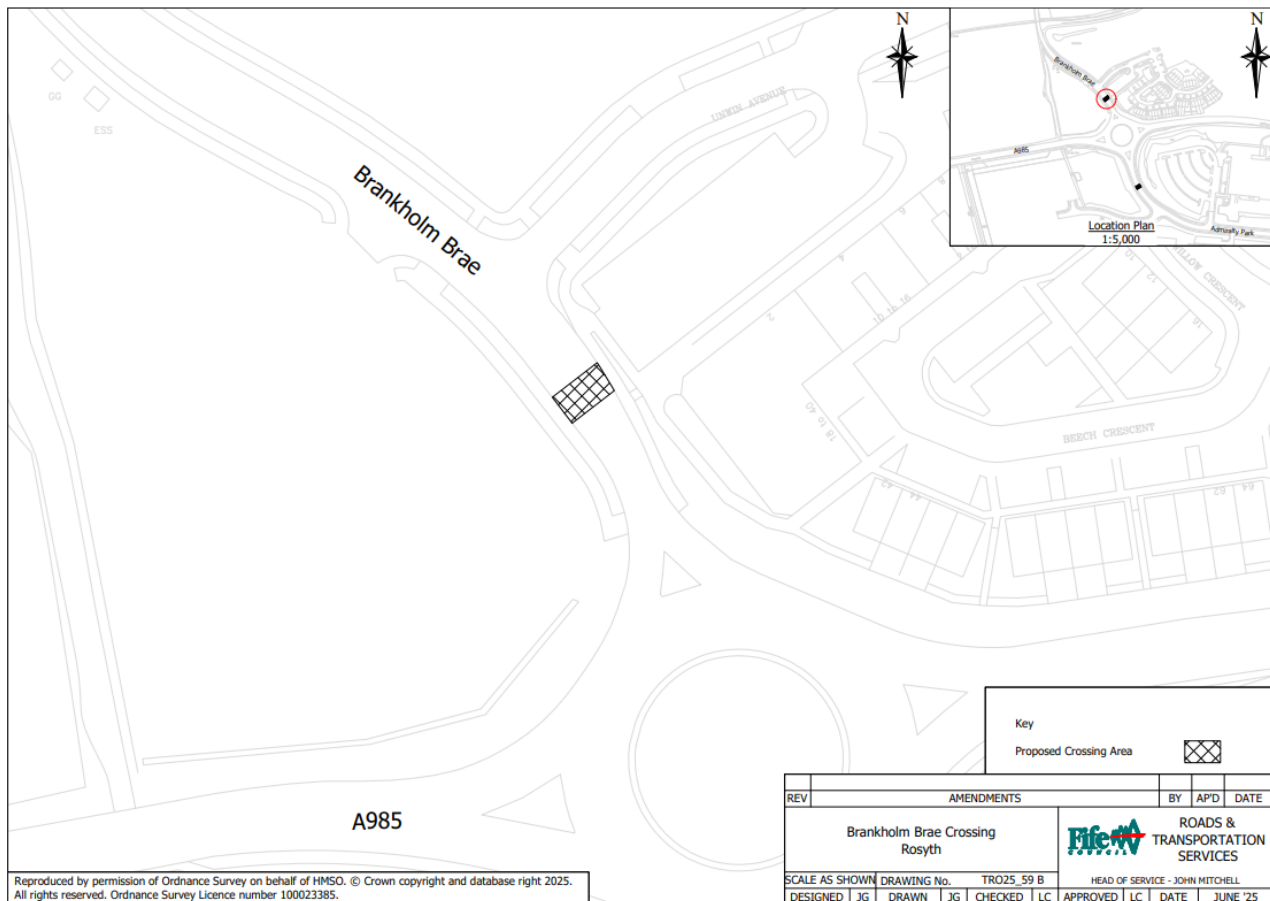 N
N
GG
ESS
UNWIN AVENUE
Brankholm Brae
Brankholm Brae
A985
Admiralty Park
Location Plan
1:5,000
WILLOW CRESCENT
10
12
16
2
4
6
8
10 14 16
18 to 40
BEECH CRESCENT
42
44
62
64
A985
Key
Proposed Crossing Area
REV AMENDMENTS BY AP'D DATE
Brankholm Brae Crossing
Rosyth
Fife
COUNCIL
ROADS &
TRANSPORTATION
SERVICES
SCALE AS SHOWN DRAWING No. TRO25_59 B HEAD OF SERVICE - JOHN MITCHELL
DESIGNED JG DRAWN JG CHECKED LC APPROVED LC DATE JUNE '25
Reproduced by permission of Ordnance Survey on behalf of HMSO. © Crown copyright and database right 2025.
All rights reserved. Ordnance Survey Licence number 100023385.